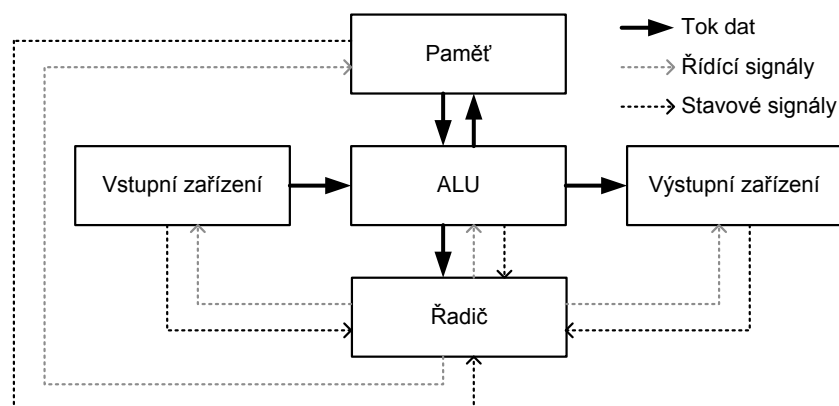 Paměť
Tok dat
Řídící signály
Stavové signály
Vstupní zařízení
ALU
Výstupní zařízení
Řadič